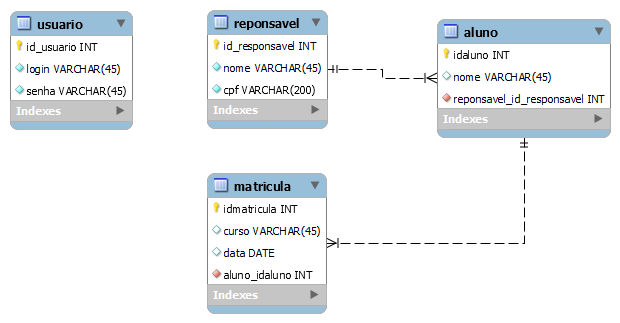 usuario
id_usuario INT
login VARCHAR(45)
senha VARCHAR(45)
Indexes
reponsavel
id_responsavel INT
nome VARCHAR(45)
cpf VARCHAR(200)
Indexes
aluno
idaluno INT
nome VARCHAR(45)
reponsavel_id_responsavel INT
Indexes
matricula
idmatricula INT
curso VARCHAR(45)
data DATE
aluno_idaluno INT
Indexes